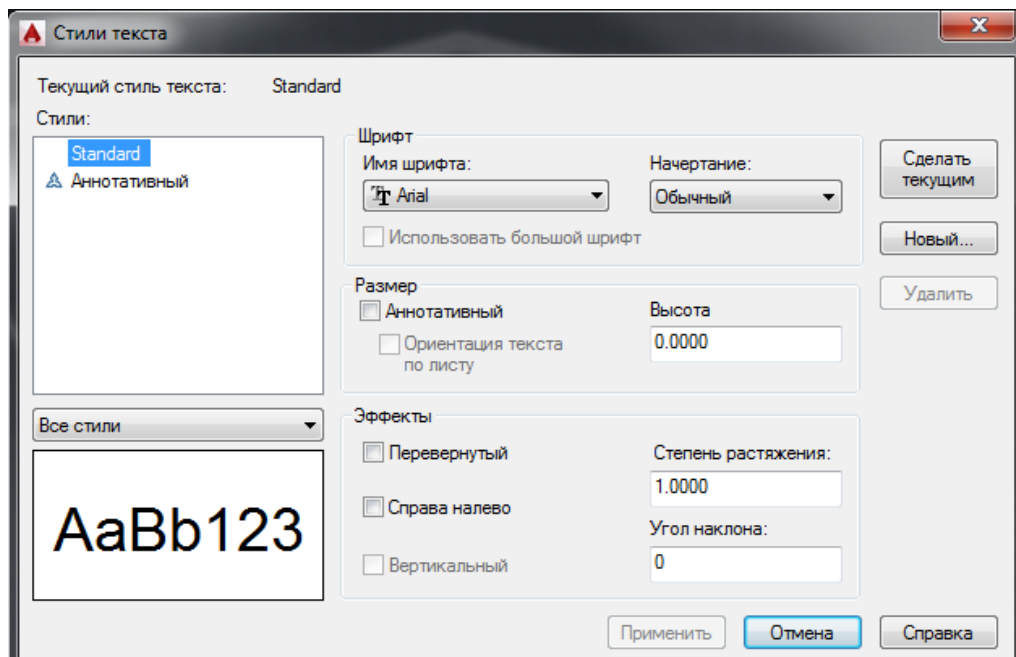 Стили текста
Текущий стиль текста: Standard
Стили:
Standard
Аннотативный
Все стили
AaBb123
Шрифт
Имя шрифта:
Arial
Начертание:
Обычный
Использовать большой шрифт
Размер
Аннотативный
Ориентация текста
по листу
Высота
0.0000
Эффекты
Перевернутый
Справа налево
Вертикальный
Степень растяжения:
1.0000
Угол наклона:
0
Сделать
текущим
Новый...
Удалить
Применить
Отмена
Справка